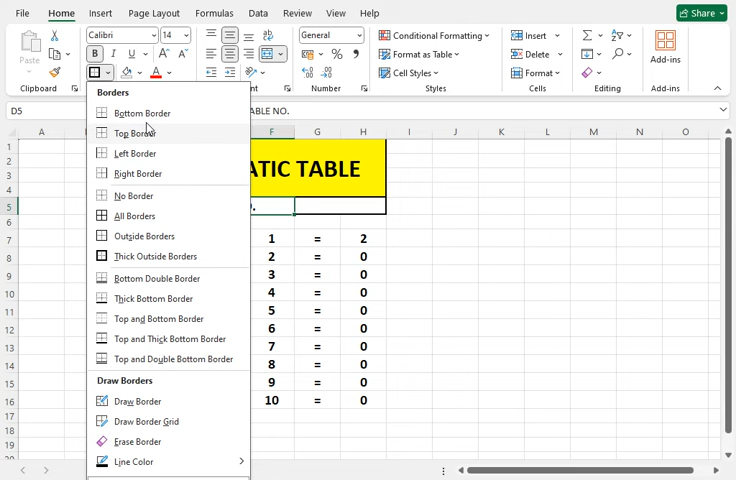 File Home Insert Page Layout Formulas Data Review View Help Share
Calibri 14 General Conditional Formatting Insert
Paste B I U Format as Table Delete Add-ins
Cell Styles Format
Clipboard Number Styles Cells Add-ins
D5 TABLE NO.
Borders
Bottom Border
Top Border
Left Border
Right Border
No Border
All Borders
Outside Borders
Thick Outside Borders
Bottom Double Border
Thick Bottom Border
Top and Bottom Border
Top and Thick Bottom Border
Top and Double Bottom Border
Draw Borders
Draw Border
Draw Border Grid
Erase Border
Line Color
A F G H I J K L M N O
1
2
3 ATIC TABLE
4
5
6
7 1 = 2
8 2 = 0
9 3 = 0
10 4 = 0
11 5 = 0
12 6 = 0
13 7 = 0
14 8 = 0
15 9 = 0
16 10 = 0
17
18
19